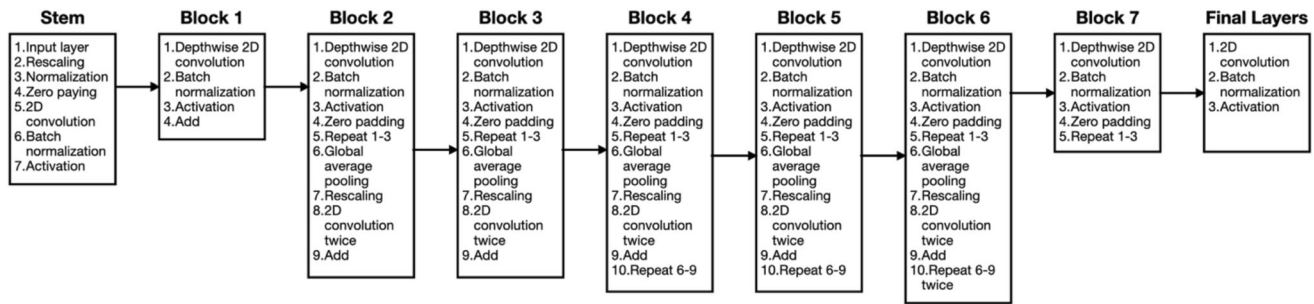 Stem
1.Input layer
2.Rescaling
3.Normalization
4.Zero paying
5.2D
convolution
6.Batch
normalization
7.Activation
Block 1
1.Depthwise 2D
convolution
2.Batch
normalization
3.Activation
4.Add
Block 2
1.Depthwise 2D
convolution
2.Batch
normalization
3.Activation
4.Zero padding
5.Repeat 1-3
6.Global
average
pooling
7.Rescaling
8.2D
convolution
twice
9.Add
Block 3
1.Depthwise 2D
convolution
2.Batch
normalization
3.Activation
4.Zero padding
5.Repeat 1-3
6.Global
average
pooling
7.Rescaling
8.2D
convolution
twice
9.Add
Block 4
1.Depthwise 2D
convolution
2.Batch
normalization
3.Activation
4.Zero padding
5.Repeat 1-3
6.Global
average
pooling
7.Rescaling
8.2D
convolution
twice
9.Add
10.Repeat 6-9
Block 5
1.Depthwise 2D
convolution
2.Batch
normalization
3.Activation
4.Zero padding
5.Repeat 1-3
6.Global
average
pooling
7.Rescaling
8.2D
convolution
twice
9.Add
10.Repeat 6-9
Block 6
1.Depthwise 2D
convolution
2.Batch
normalization
3.Activation
4.Zero padding
5.Repeat 1-3
6.Global
average
pooling
7.Rescaling
8.2D
convolution
twice
9.Add
10.Repeat 6-9
twice
Block 7
1.Depthwise 2D
convolution
2.Batch
normalization
3.Activation
4.Zero padding
5.Repeat 1-3
Final Layers
1.2D
convolution
2.Batch
normalization
3.Activation